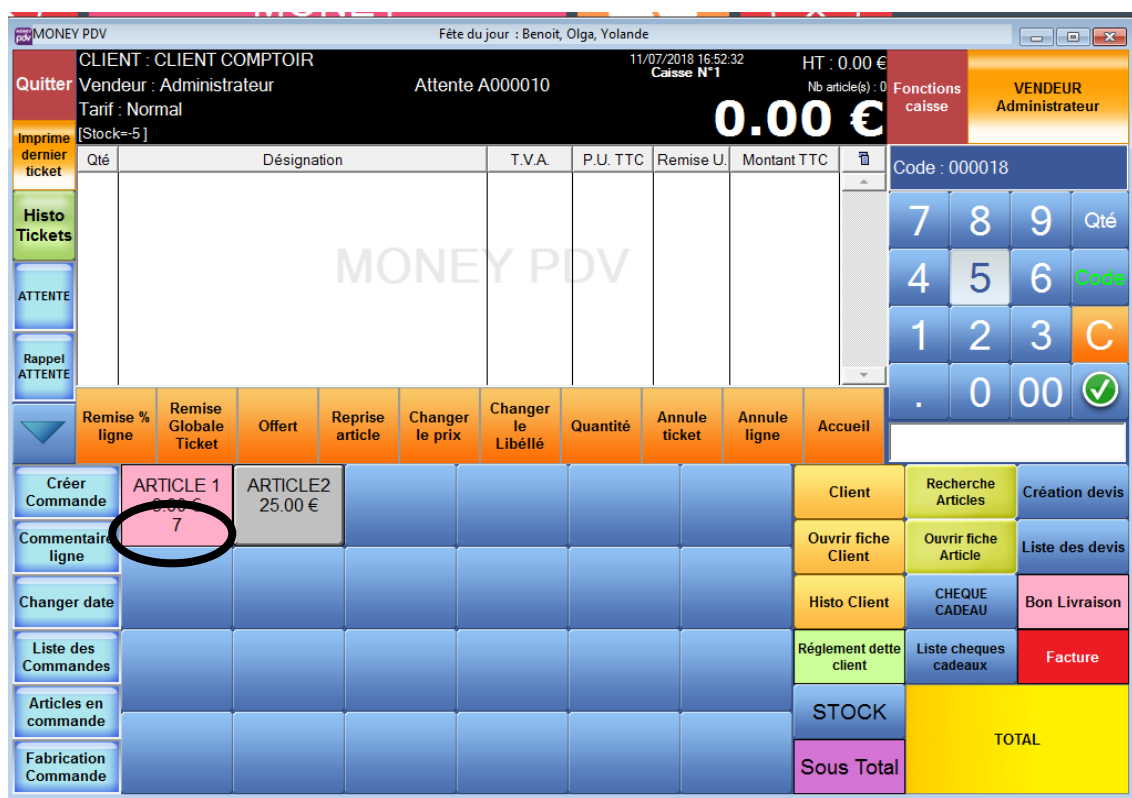 MONEY PDV
Fête du jour : Benoit, Olga, Yolande
Quitter
CLIENT : CLIENT COMPTOIR
Vendeur : Administrateur
Tarif : Normal
[Stock=-5 ]
Attente A000010
11/07/2018 16:52:32
Caisse N°1
HT : 0.00 €
Nb article(s) : 0
0.00 €
Fonctions
caisse
VENDEUR
Administrateur
Imprime
dernier
ticket
Qté
Désignation
T.V.A.
P.U. TTC
Remise U.
Montant TTC
Code : 000018
Histo
Tickets
ATTENTE
Rappel
ATTENTE
MONEY PDV
7 8 9 Qté
4 5 6 Code
1 2 3 C
. 0 00
Remise %
ligne
Remise
Globale
Ticket
Offert
Reprise
article
Changer
le prix
Changer
le
Libéllé
Quantité
Annule
ticket
Annule
ligne
Accueil
Créer
Commande
ARTICLE 1
7
ARTICLE2
25.00 €
Client
Recherche
Articles
Création devis
Commentaire
ligne
Ouvrir fiche
Client
Ouvrir fiche
Article
Liste des devis
Changer date
Histo Client
CHEQUE
CADEAU
Bon Livraison
Liste des
Commandes
Réglement dette
client
Liste cheques
cadeaux
Facture
Articles en
commande
STOCK
TOTAL
Fabrication
Commande
Sous Total